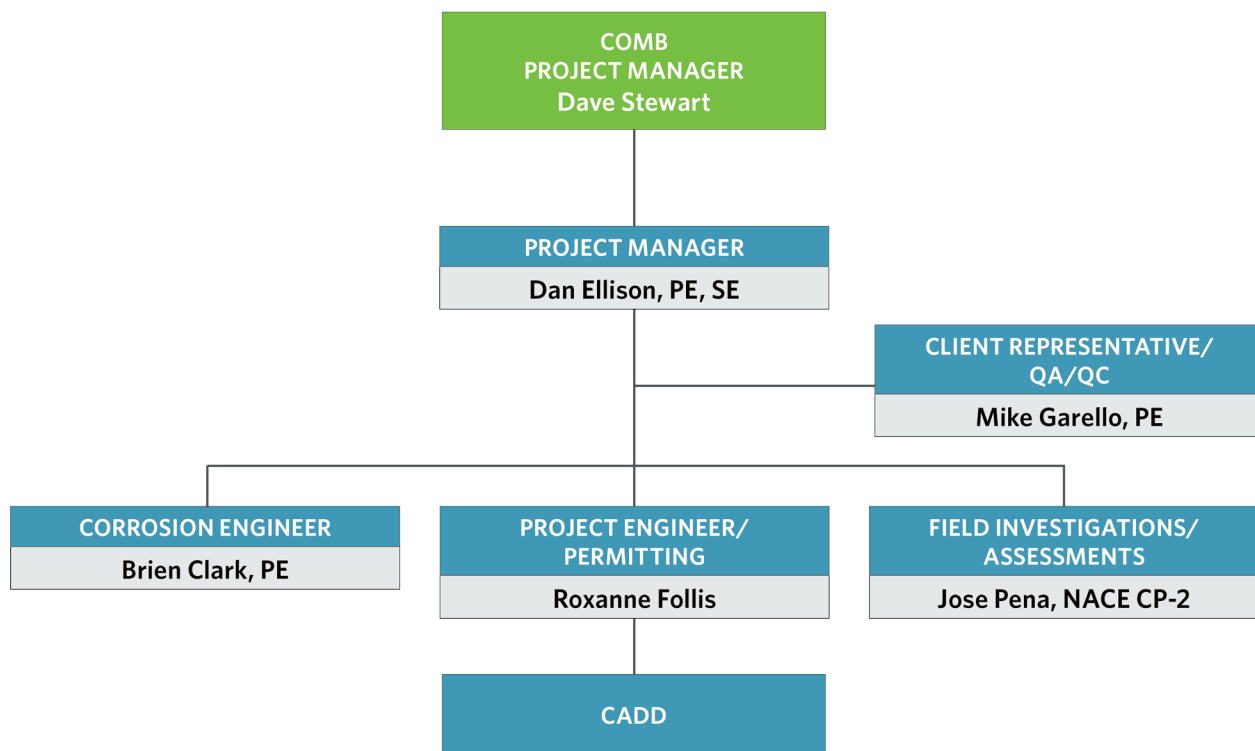 COMB
PROJECT MANAGER
Dave Stewart
PROJECT MANAGER
Dan Ellison, PE, SE
CLIENT REPRESENTATIVE/
QA/QC
Mike Garello, PE
CORROSION ENGINEER
Brien Clark, PE
PROJECT ENGINEER/
PERMITTING
Roxanne Follis
FIELD INVESTIGATIONS/
ASSESSMENTS
Jose Pena, NACE CP-2
CADD